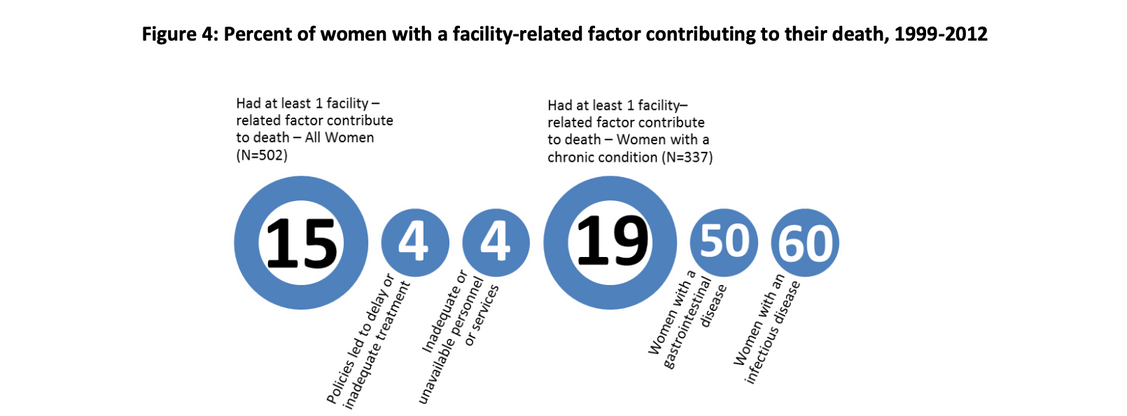 Figure 4: Percent of women with a facility-related factor contributing to their death, 1999-2012
Had at least 1 facility –
related factor contribute
to death – All Women
(N=502)
Had at least 1 facility–
related factor contribute
to death – Women with a
chronic condition (N=337)
15
4
4
19
50
60
Policies led to delay or
inadequate treatment
Inadequate or
unavailable personnel
or services
Women with a
gastrointestinal
disease
Women with an
infectious disease